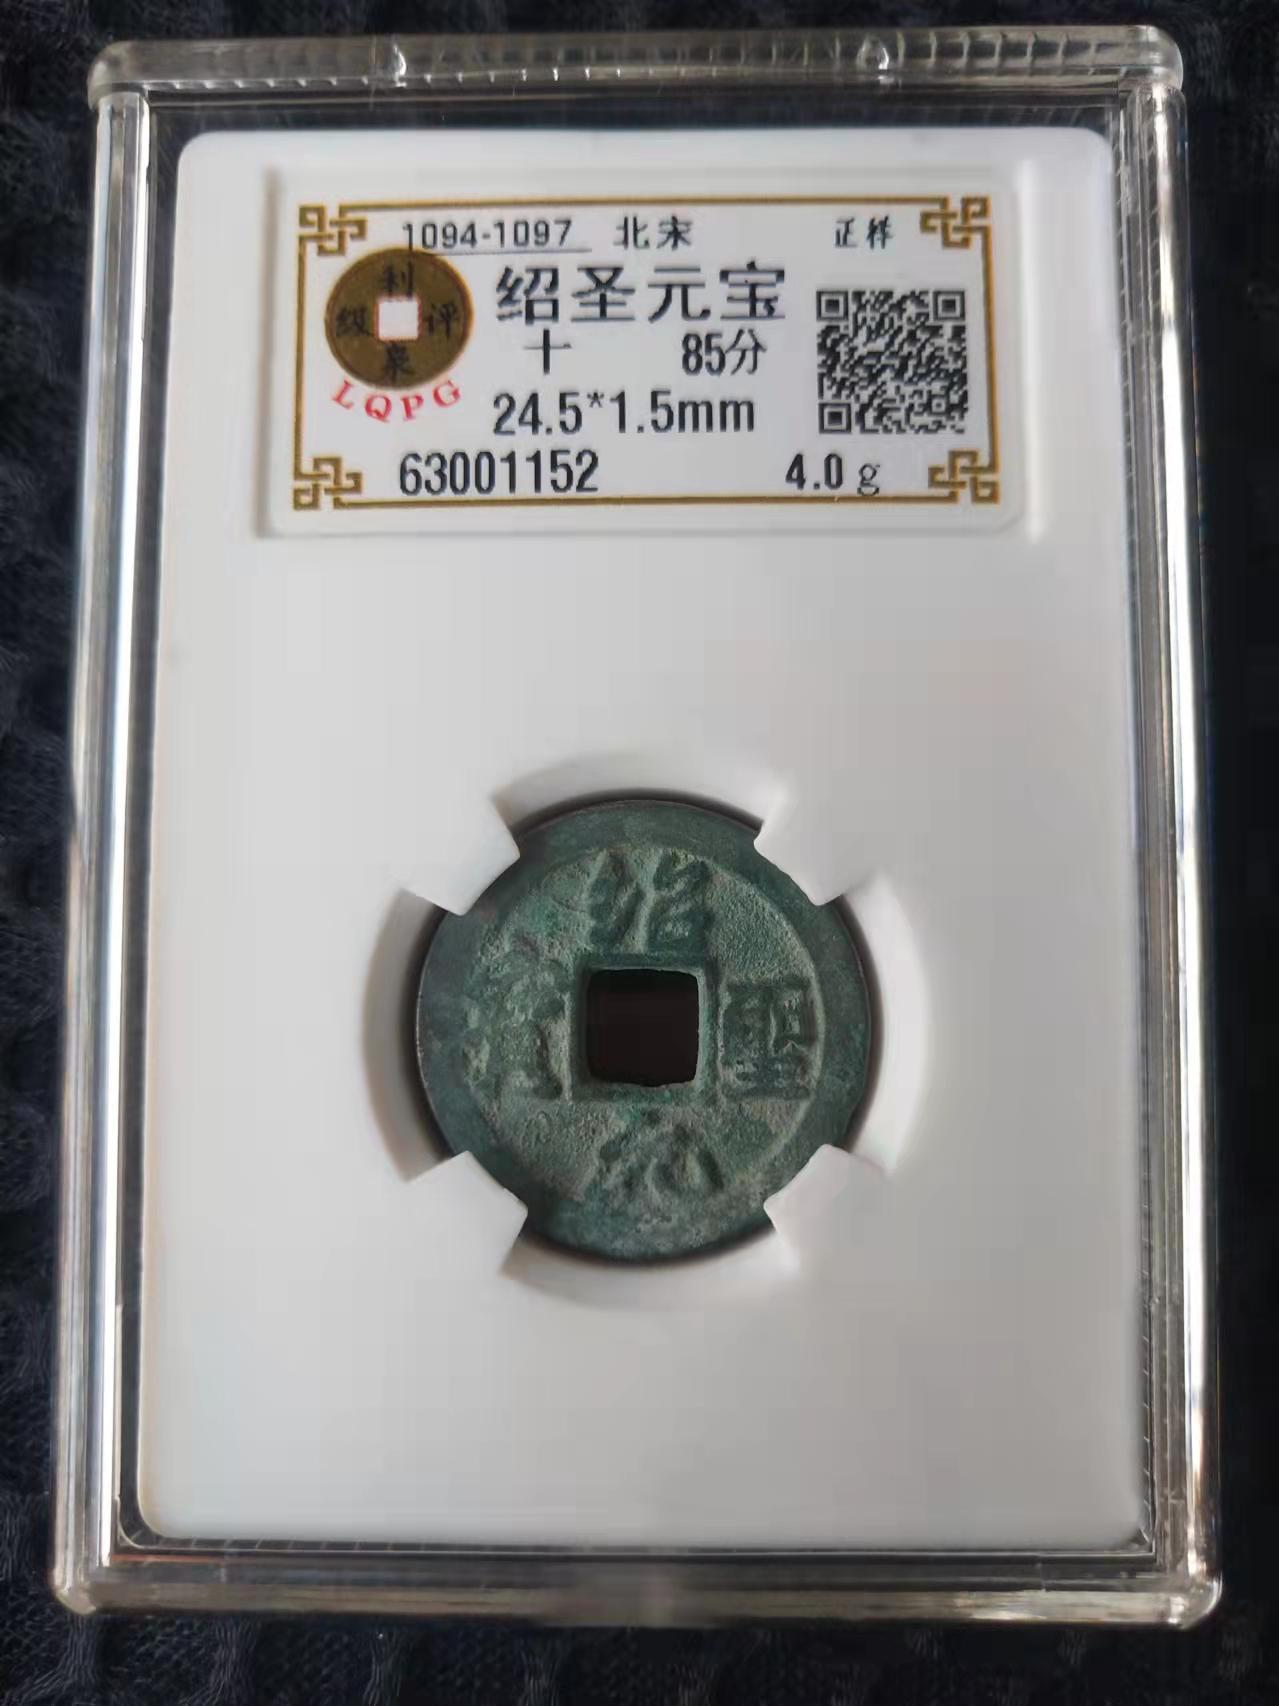 1094-1097 北宋 正样
利泉评级
LQPG
绍圣元宝
十 85分
24.5*1.5mm
63001152 4.0g
紹聖元寶